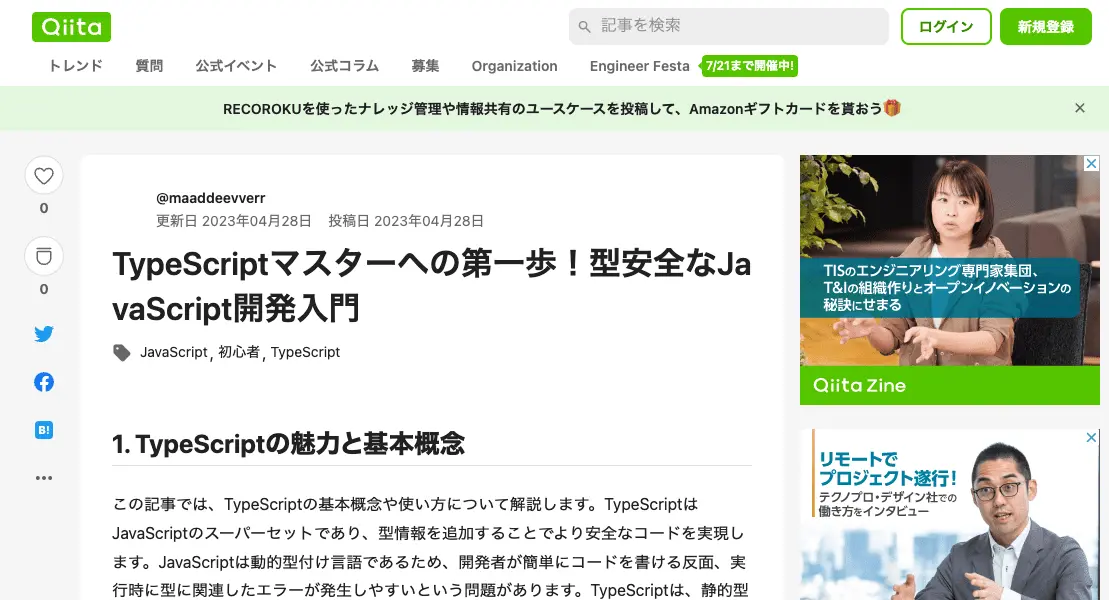 Qiita
記事を検索
ログイン
新規登録
トレンド 質問 公式イベント 公式コラム 募集 Organization Engineer Festa 7/21まで開催中!
RECOROKUを使ったナレッジ管理や情報共有のユースケースを投稿して、Amazonギフトカードを貰おう🎁
0
0
B!
@maaddeevverr
更新日 2023年04月28日 投稿日 2023年04月28日
TypeScriptマスターへの第一歩！型安全なJa
vaScript開発入門
JavaScript, 初心者, TypeScript
1. TypeScriptの魅力と基本概念
この記事では、TypeScriptの基本概念や使い方について解説します。TypeScriptは
JavaScriptのスーパーセットであり、型情報を追加することでより安全なコードを実現し
ます。JavaScriptは動的型付け言語であるため、開発者が簡単にコードを書ける反面、実
行時に型に関連したエラーが発生しやすいという問題があります。TypeScriptは、静的型
TISのエンジニアリング専門家集団、
T&Iの組織作りとオープンイノベーションの
秘訣にせまる
Qiita Zine
リモートで
プロジェクト遂行!
テクノプロ・デザイン社での
働き方をインタビュー